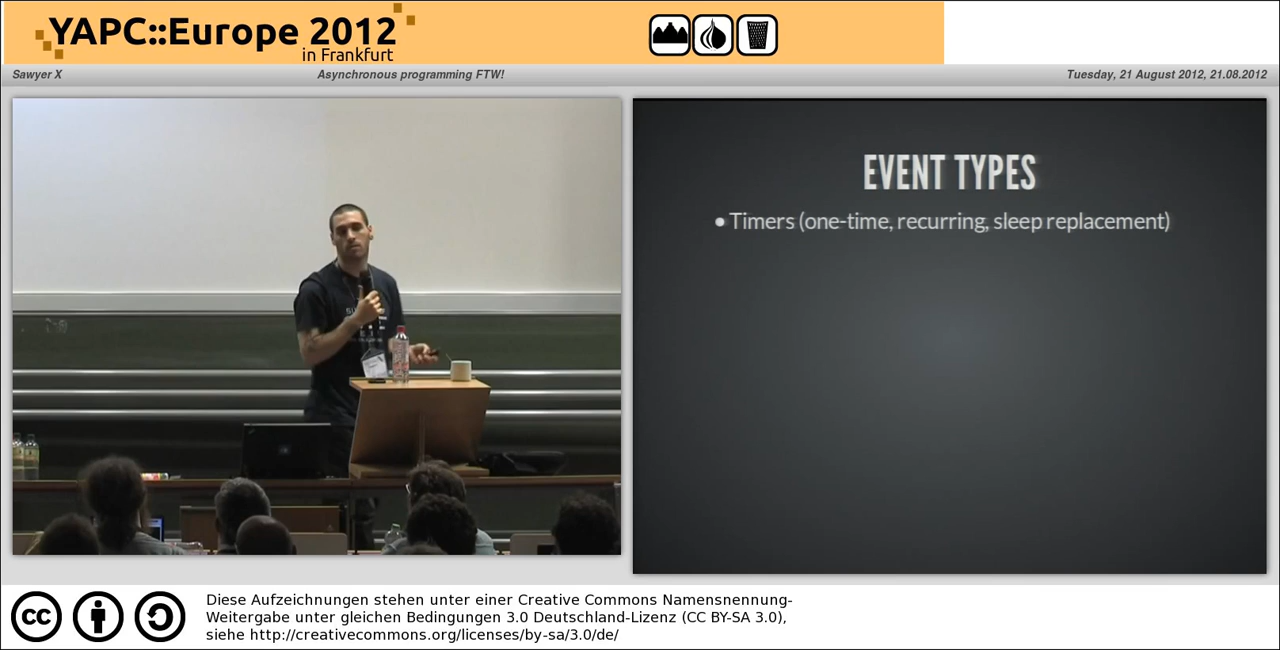 YAPC::Europe 2012
in Frankfurt
Sawyer X
Asynchronous programming FTW!
Tuesday, 21 August 2012, 21.08.2012
EVENT TYPES
• Timers (one-time, recurring, sleep replacement)
cc
Diese Aufzeichnungen stehen unter einer Creative Commons Namensnennung-
Weitergabe unter gleichen Bedingungen 3.0 Deutschland-Lizenz (CC BY-SA 3.0),
siehe http://creativecommons.org/licenses/by-sa/3.0/de/